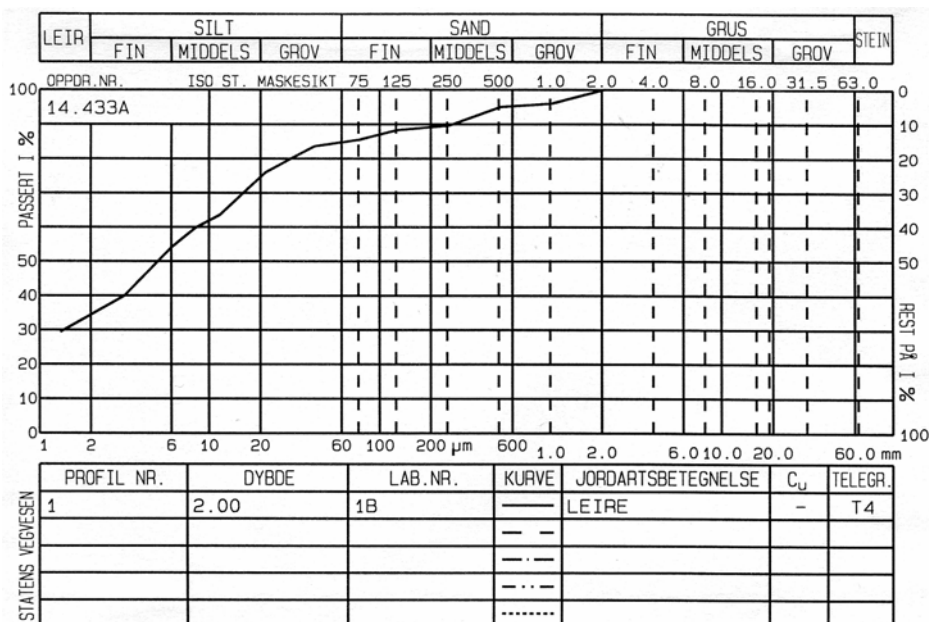 LEIR SILT SAND GRUS STEIN
FIN MIDDELS GROV FIN MIDDELS GROV FIN MIDDELS GROV
OPPDR.NR. ISO ST. MASKESIKT 75 125 250 500 1.0 2.0 4.0 8.0 16.0 31.5 63.0
14.433A
PASSERT I %
100
50
40
30
20
10
0
0
10
20
30
40
50
100
REST PÅ I %
1 2 6 10 20 60 100 200 µm 600 1.0 2.0 6.0 10.0 20.0 60.0 mm
STATENS VEGVESEN
PROFIL NR. DYBDE LAB.NR. KURVE JORDARTSBETEGNELSE Cu TELEGR.
1 2.00 1B LEIRE - T4